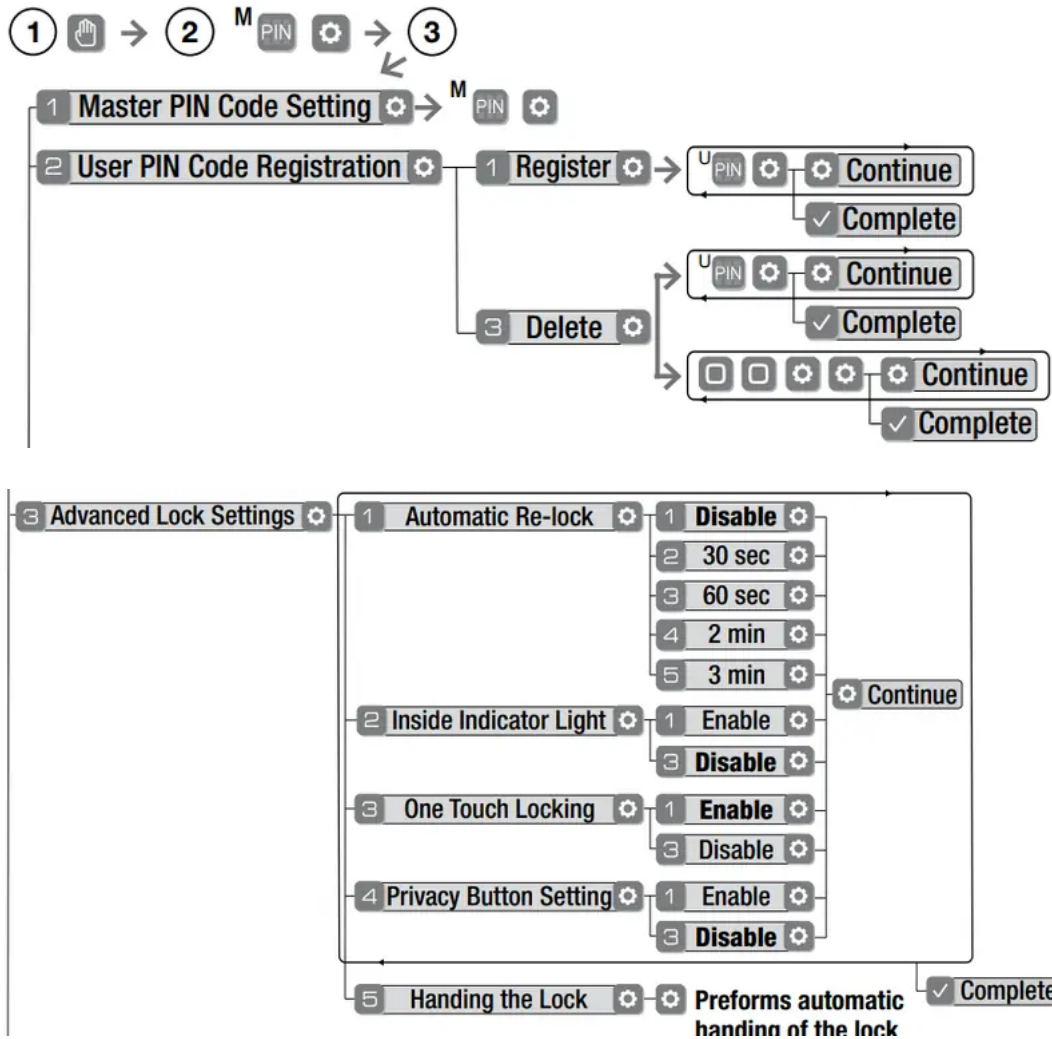 1 2 M PIN 3
1 Master PIN Code Setting M PIN
2 User PIN Code Registration 1 Register U PIN Continue
Complete
U PIN Continue
3 Delete Complete
Continue
Complete
3 Advanced Lock Settings 1 Automatic Re-lock 1 Disable
2 30 sec
3 60 sec
4 2 min
5 3 min
Continue
2 Inside Indicator Light 1 Enable
3 Disable
3 One Touch Locking 1 Enable
3 Disable
4 Privacy Button Setting 1 Enable
3 Disable
5 Handing the Lock Preforms automatic Complete
handing of the lock